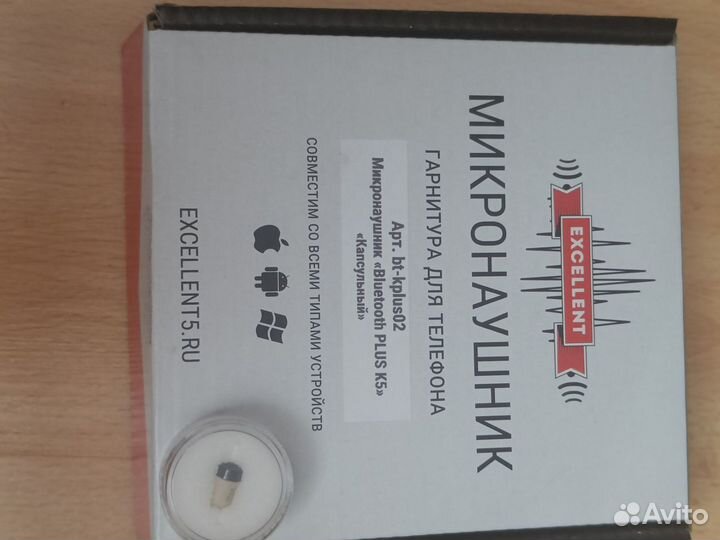 EXCELLENT
МИКРОНАУШНИК
ГАРНИТУРА ДЛЯ ТЕЛЕФОНА
Арт. bt-kplus02
Микронаушник «Bluetooth PLUS K5»
«Капсульный»
СОВМЕСТИМ СО ВСЕМИ ТИПАМИ УСТРОЙСТВ
EXCELLENT5.RU
Avito